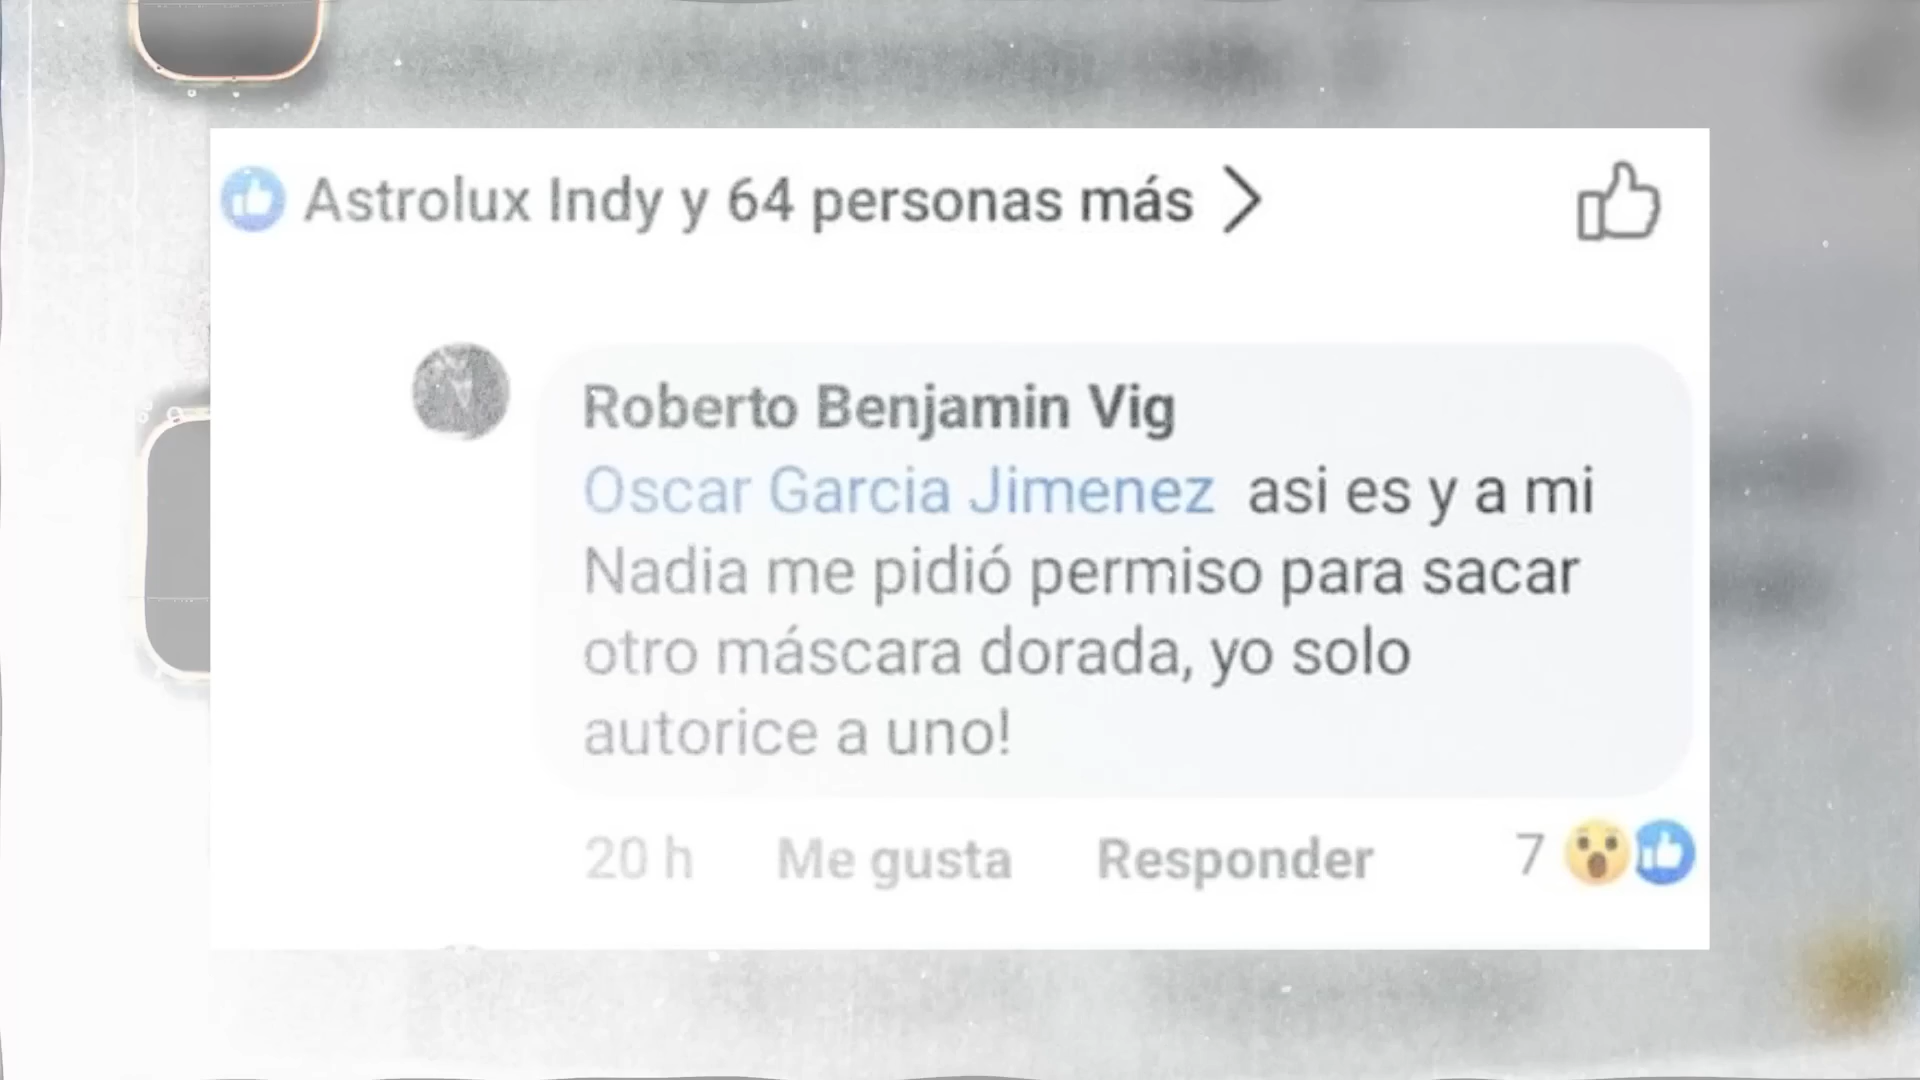 Astrolux Indy y 64 personas más
Roberto Benjamin Vig
Oscar Garcia Jimenez asi es y a mi
Nadia me pidió permiso para sacar
otro máscara dorada, yo solo
autorice a uno!
20 h Me gusta Responder 7